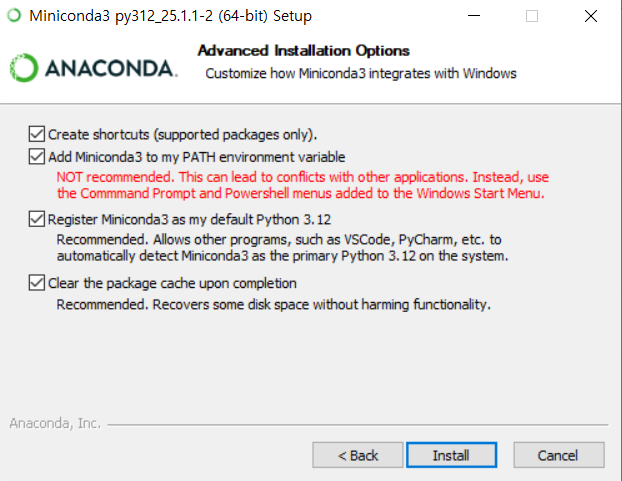 Miniconda3 py312_25.1.1-2 (64-bit) Setup
ANACONDA.
Advanced Installation Options
Customize how Miniconda3 integrates with Windows
Create shortcuts (supported packages only).
Add Miniconda3 to my PATH environment variable
NOT recommended. This can lead to conflicts with other applications. Instead, use
the Commmand Prompt and Powershell menus added to the Windows Start Menu.
Register Miniconda3 as my default Python 3.12
Recommended. Allows other programs, such as VSCode, PyCharm, etc. to
automatically detect Miniconda3 as the primary Python 3.12 on the system.
Clear the package cache upon completion
Recommended. Recovers some disk space without harming functionality.
Anaconda, Inc.
< Back
Install
Cancel